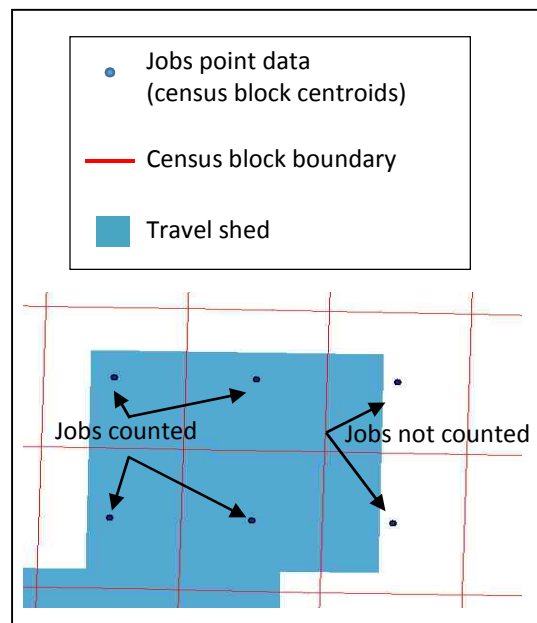 Jobs point data
(census block centroids)
Census block boundary
Travel shed
Jobs counted
Jobs not counted